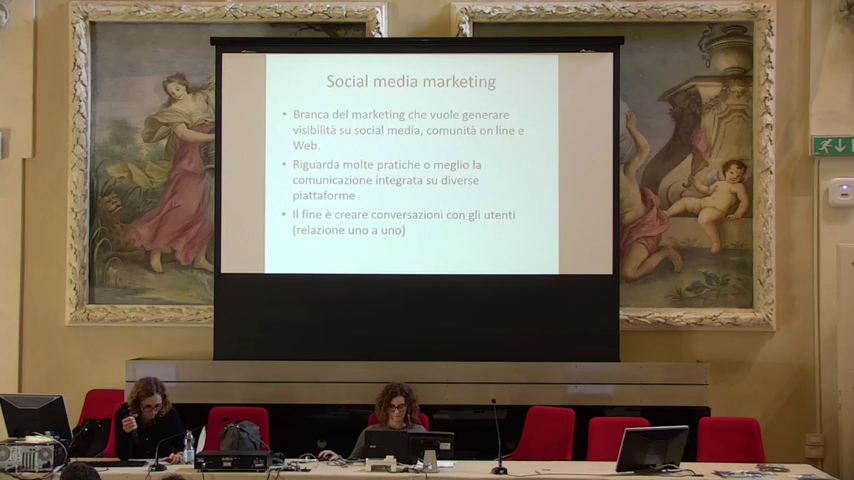 Social media marketing
• Branca del marketing che vuole generare
visibilità su social media, comunità on line e
Web.
• Riguarda molte pratiche o meglio la
comunicazione integrata su diverse
piattaforme
• Il fine è creare conversazioni con gli utenti
(relazione uno a uno)